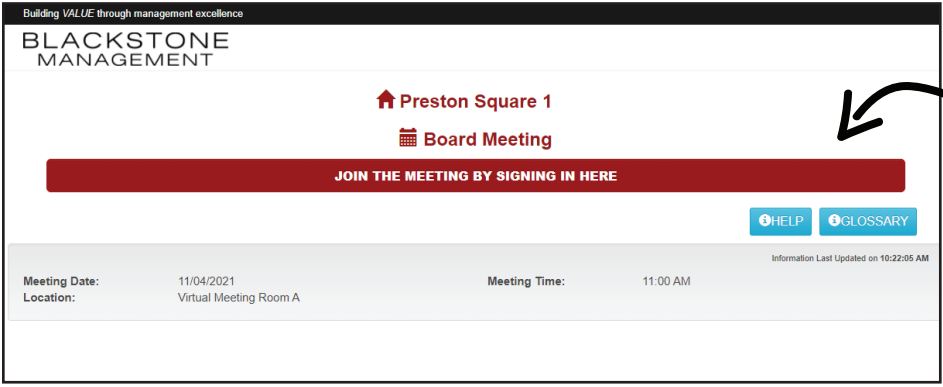 Building VALUE through management excellence
BLACKSTONE
MANAGEMENT
Preston Square 1
Board Meeting
JOIN THE MEETING BY SIGNING IN HERE
HELP GLOSSARY
Information Last Updated on 10:22:05 AM
Meeting Date: 11/04/2021 Meeting Time: 11:00 AM
Location: Virtual Meeting Room A